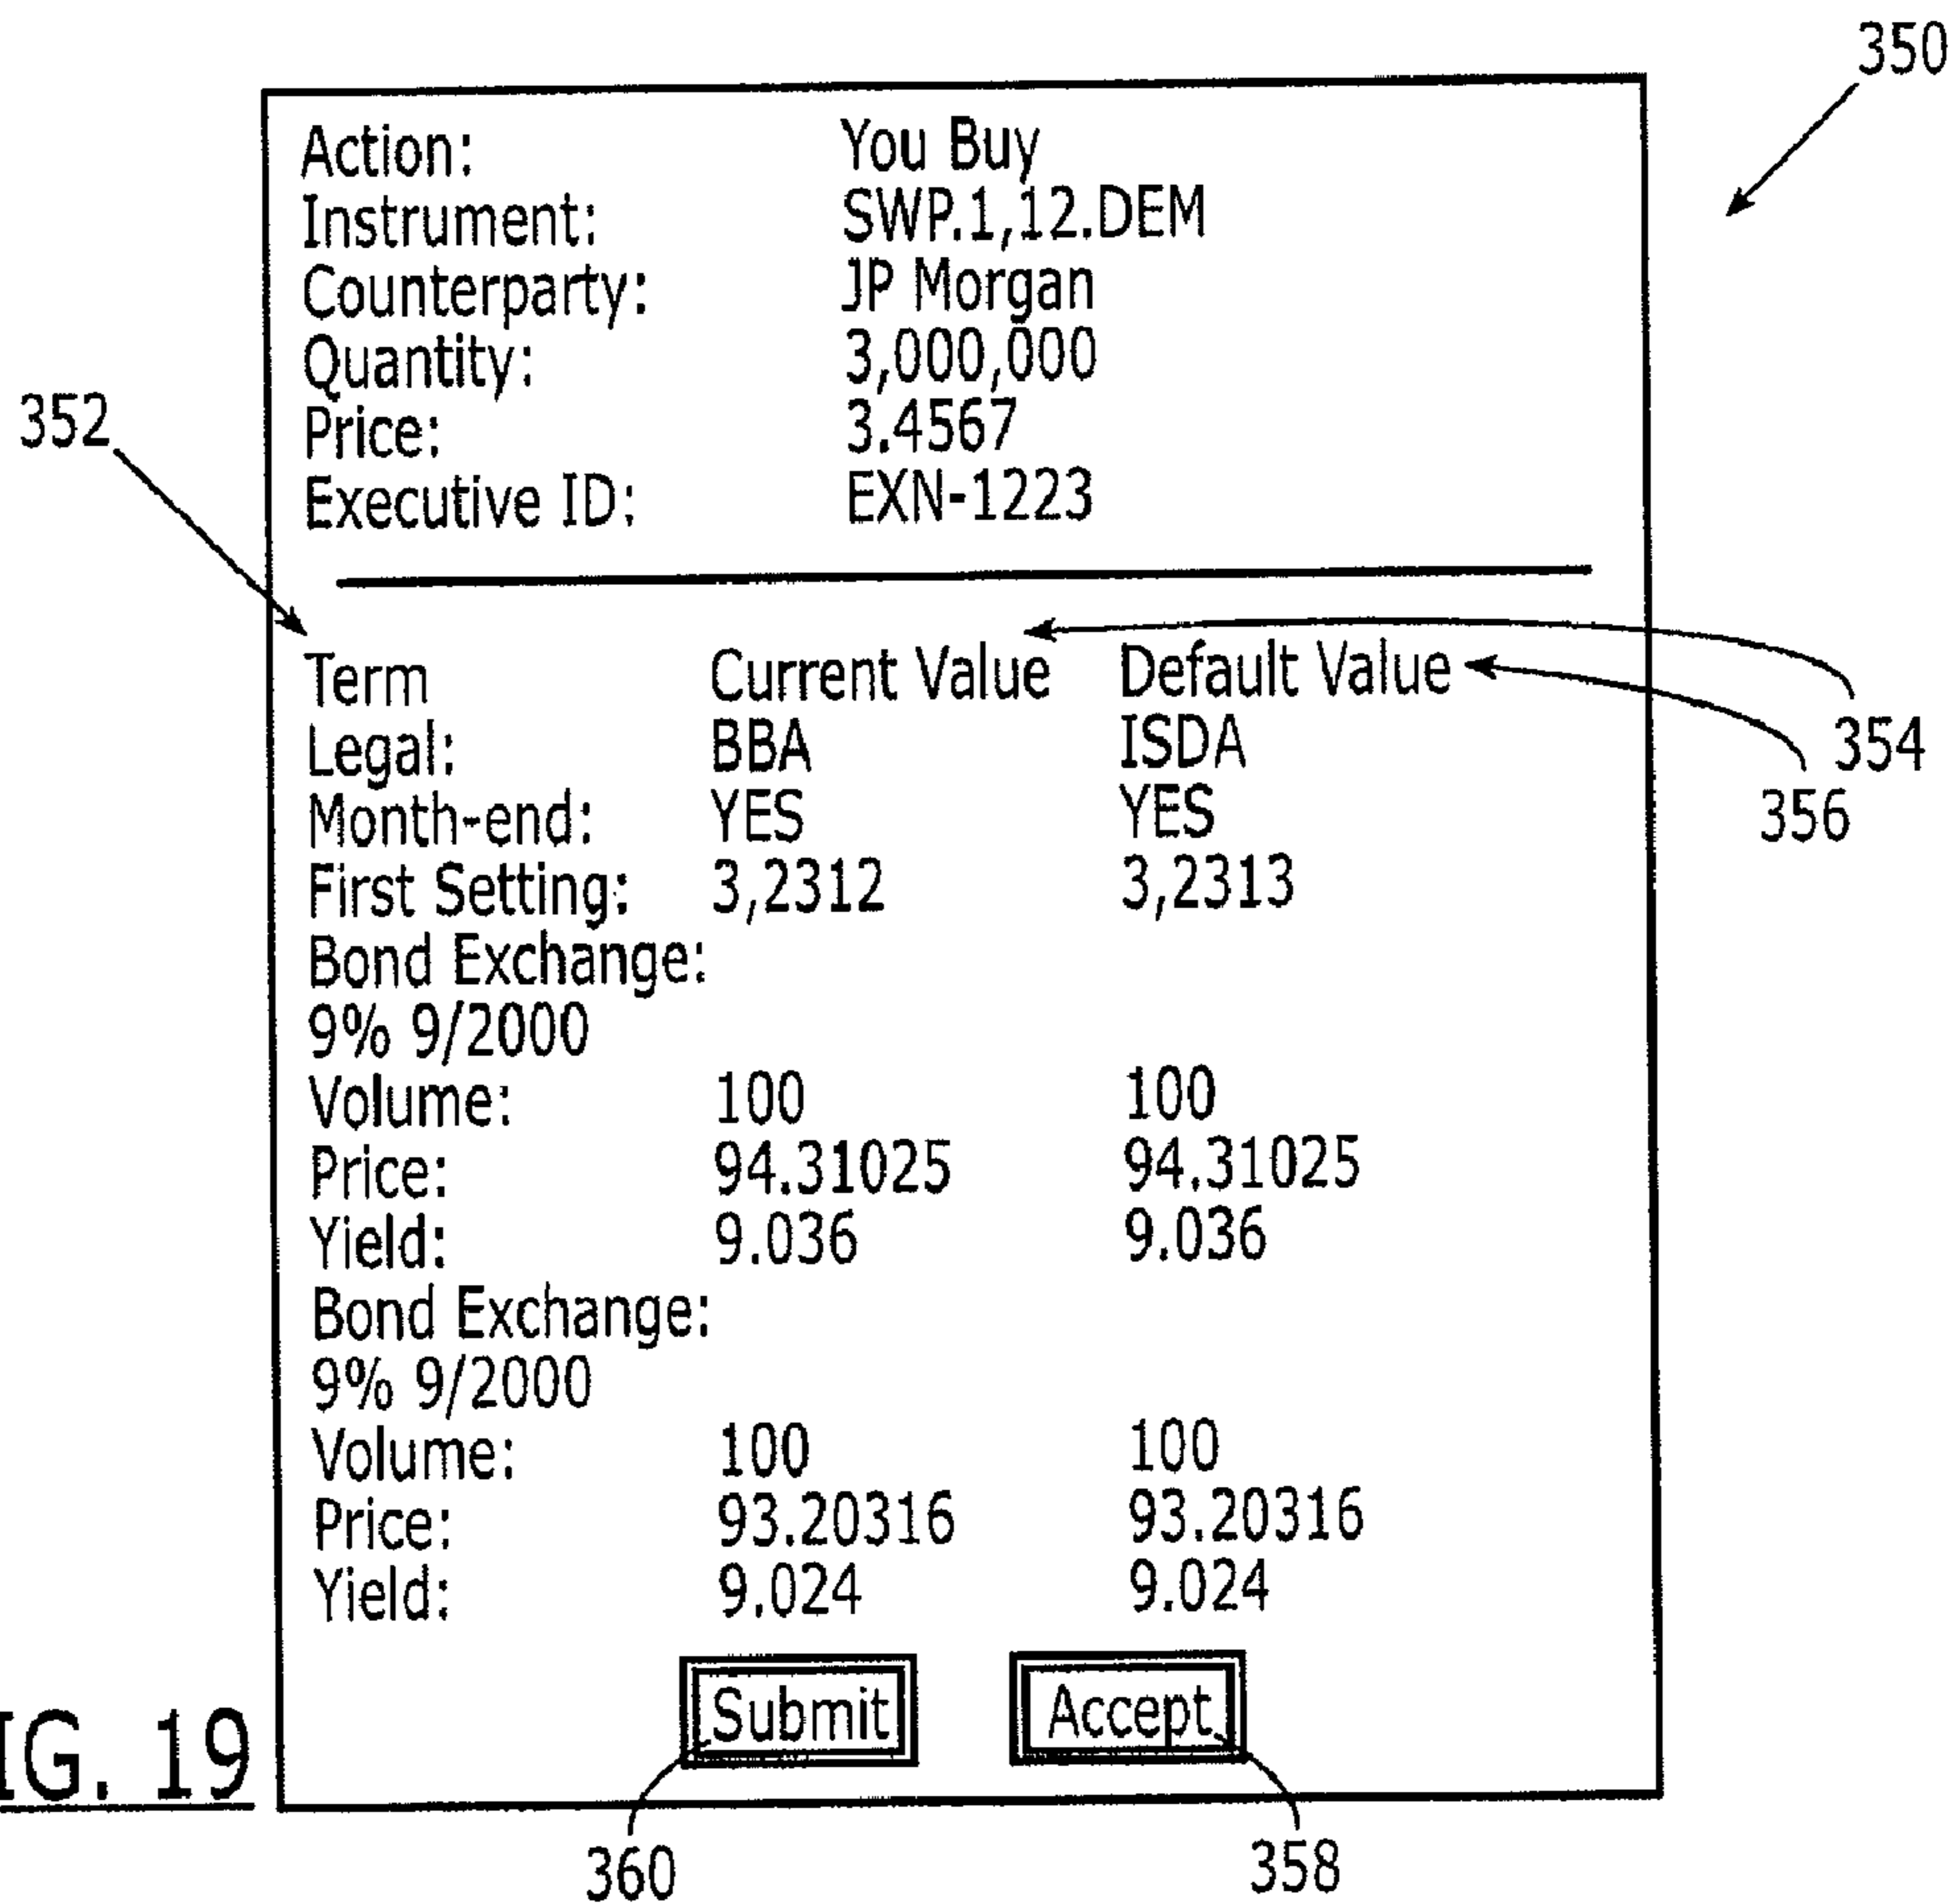 350
Action: You Buy
Instrument: SWP.1,12.DEM
Counterparty: JP Morgan
Quantity: 3,000,000
Price: 3.4567
Executive ID: EXN-1223
352
Term Current Value Default Value
Legal: BBA ISDA
354
Month-end: YES YES
356
First Setting: 3,2312 3,2313
Bond Exchange:
9% 9/2000
Volume: 100 100
Price: 94.31025 94.31025
Yield: 9.036 9.036
Bond Exchange:
9% 9/2000
Volume: 100 100
Price: 93.20316 93.20316
Yield: 9.024 9.024
Submit Accept
IG. 19
360 358